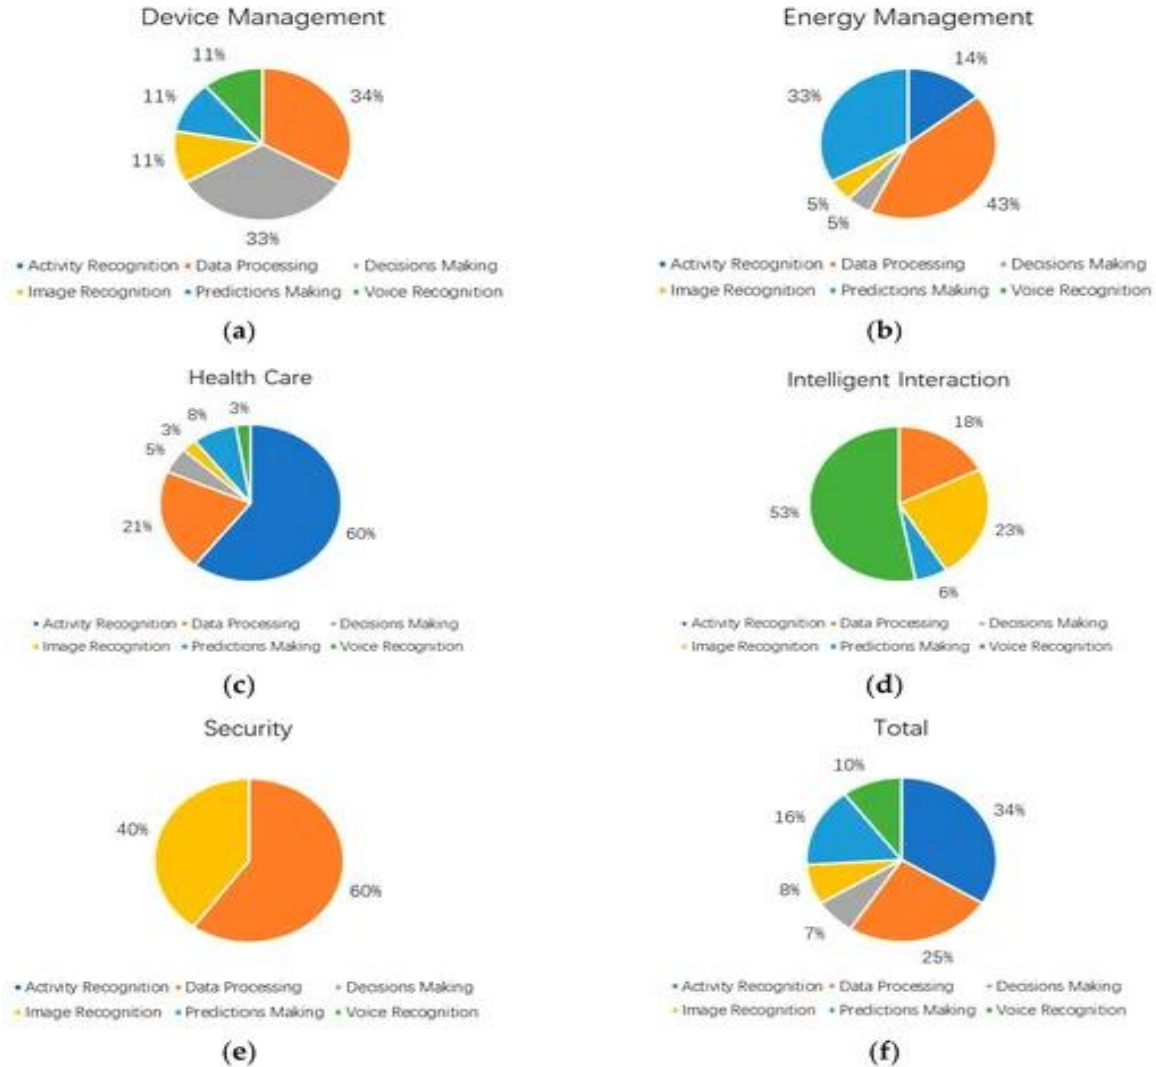 Device Management
Energy Management
11%
34%
11%
11%
33%
14%
33%
5%
5%
43%
• Activity Recognition • Data Processing • Decisions Making
• Image Recognition • Predictions Making • Voice Recognition
• Activity Recognition • Data Processing • Decisions Making
• Image Recognition • Predictions Making • Voice Recognition
(a)
(b)
Health Care
Intelligent Interaction
8%
3%
3%
5%
21%
60%
18%
53%
23%
6%
• Activity Recognition • Data Processing • Decisions Making
• Image Recognition • Predictions Making • Voice Recognition
• Activity Recognition • Data Processing • Decisions Making
• Image Recognition • Predictions Making • Voice Recognition
(c)
(d)
Security
Total
40%
60%
10%
34%
16%
8%
7%
25%
• Activity Recognition • Data Processing • Decisions Making
• Image Recognition • Predictions Making • Voice Recognition
• Activity Recognition • Data Processing • Decisions Making
• Image Recognition • Predictions Making • Voice Recognition
(e)
(f)